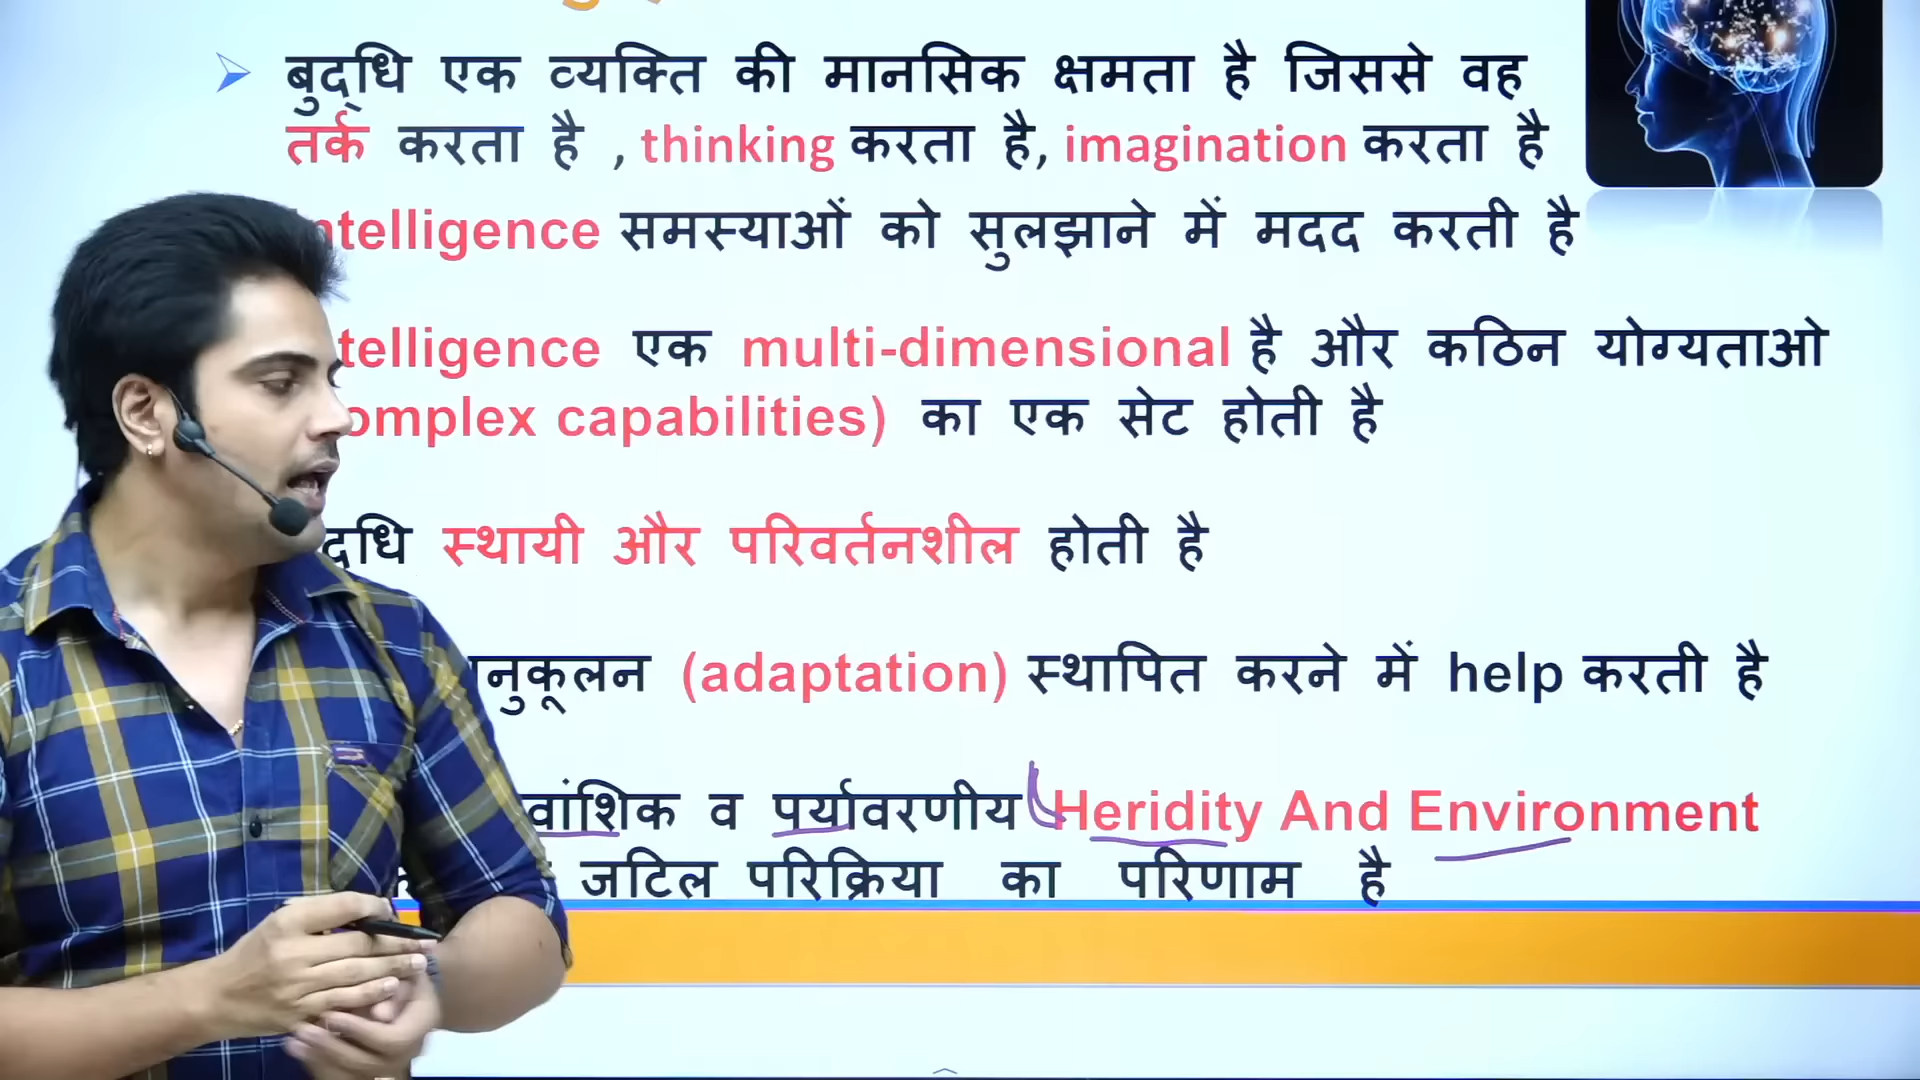 बुद्धि एक व्यक्ति की मानसिक क्षमता है जिससे वह
तर्क करता है , thinking करता है, imagination करता है
ntelligence समस्याओं को सुलझाने में मदद करती है
telligence एक multi-dimensional है और कठिन योग्यताओ
omplex capabilities) का एक सेट होती है
द्धि स्थायी और परिवर्तनशील होती है
नुकूलन (adaptation) स्थापित करने में help करती है
वांशिक व पर्यावरणीय Heridity And Environment
जटिल परिक्रिया का परिणाम है